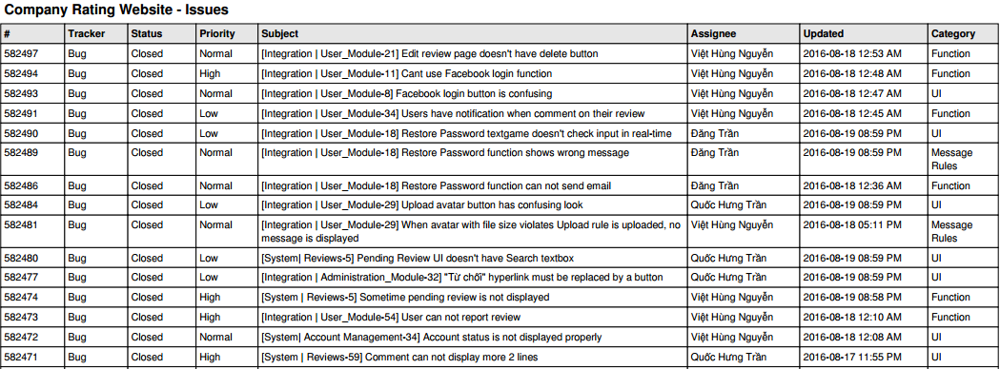 Company Rating Website - Issues
# Tracker Status Priority Subject Assignee Updated Category
582497 Bug Closed Normal [Integration | User_Module-21] Edit review page doesn't have delete button Việt Hùng Nguyễn 2016-08-18 12:53 AM Function
582494 Bug Closed High [Integration | User_Module-11] Cant use Facebook login function Việt Hùng Nguyễn 2016-08-18 12:48 AM Function
582493 Bug Closed Normal [Integration | User_Module-8] Facebook login button is confusing Việt Hùng Nguyễn 2016-08-18 12:47 AM UI
582491 Bug Closed Low [Integration | User_Module-34] Users have notification when comment on their review Việt Hùng Nguyễn 2016-08-18 12:45 AM Function
582490 Bug Closed Low [Integration | User_Module-18] Restore Password textgame doesn't check input in real-time Đăng Trần 2016-08-19 08:59 PM UI
582489 Bug Closed Normal [Integration | User_Module-18] Restore Password function shows wrong message Đăng Trần 2016-08-19 08:59 PM Message
Rules
582486 Bug Closed Normal [Integration | User_Module-18] Restore Password function can not send email Đăng Trần 2016-08-18 12:36 AM Function
582484 Bug Closed Low [Integration | User_Module-29] Upload avatar button has confusing look Quốc Hưng Trần 2016-08-19 08:59 PM UI
582481 Bug Closed Normal [Integration | User_Module-29] When avatar with file size violates Upload rule is uploaded, no Việt Hùng Nguyễn 2016-08-18 05:11 PM Message
message is displayed Rules
582480 Bug Closed Low [System| Reviews-5] Pending Review UI doesn't have Search textbox Quốc Hưng Trần 2016-08-19 08:59 PM UI
582477 Bug Closed Low [Integration | Administration_Module-32] "Từ chối" hyperlink must be replaced by a button Quốc Hưng Trần 2016-08-19 08:59 PM UI
582474 Bug Closed High [System | Reviews-5] Sometime pending review is not displayed Việt Hùng Nguyễn 2016-08-19 08:58 PM Function
582473 Bug Closed High [Integration | User_Module-54] User can not report review Việt Hùng Nguyễn 2016-08-18 12:10 AM Function
582472 Bug Closed Normal [System| Account Management-34] Account status is not displayed properly Việt Hùng Nguyễn 2016-08-18 12:08 AM UI
582471 Bug Closed High [System | Reviews-59] Comment can not display more 2 lines Quốc Hưng Trần 2016-08-17 11:55 PM UI